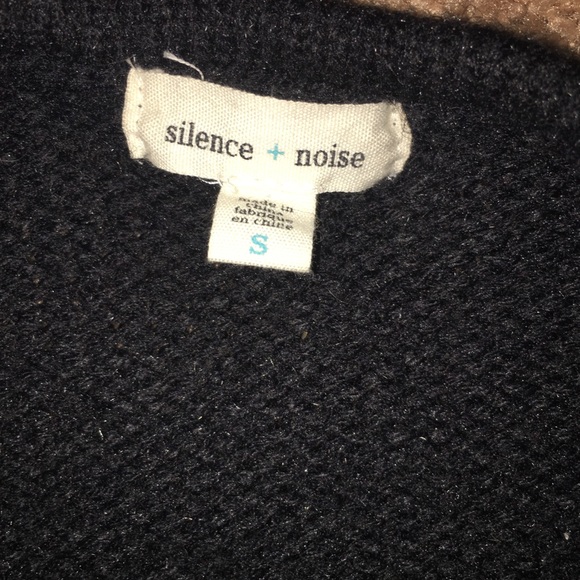 silence + noise
made in
china
fabriqué
en chine
S